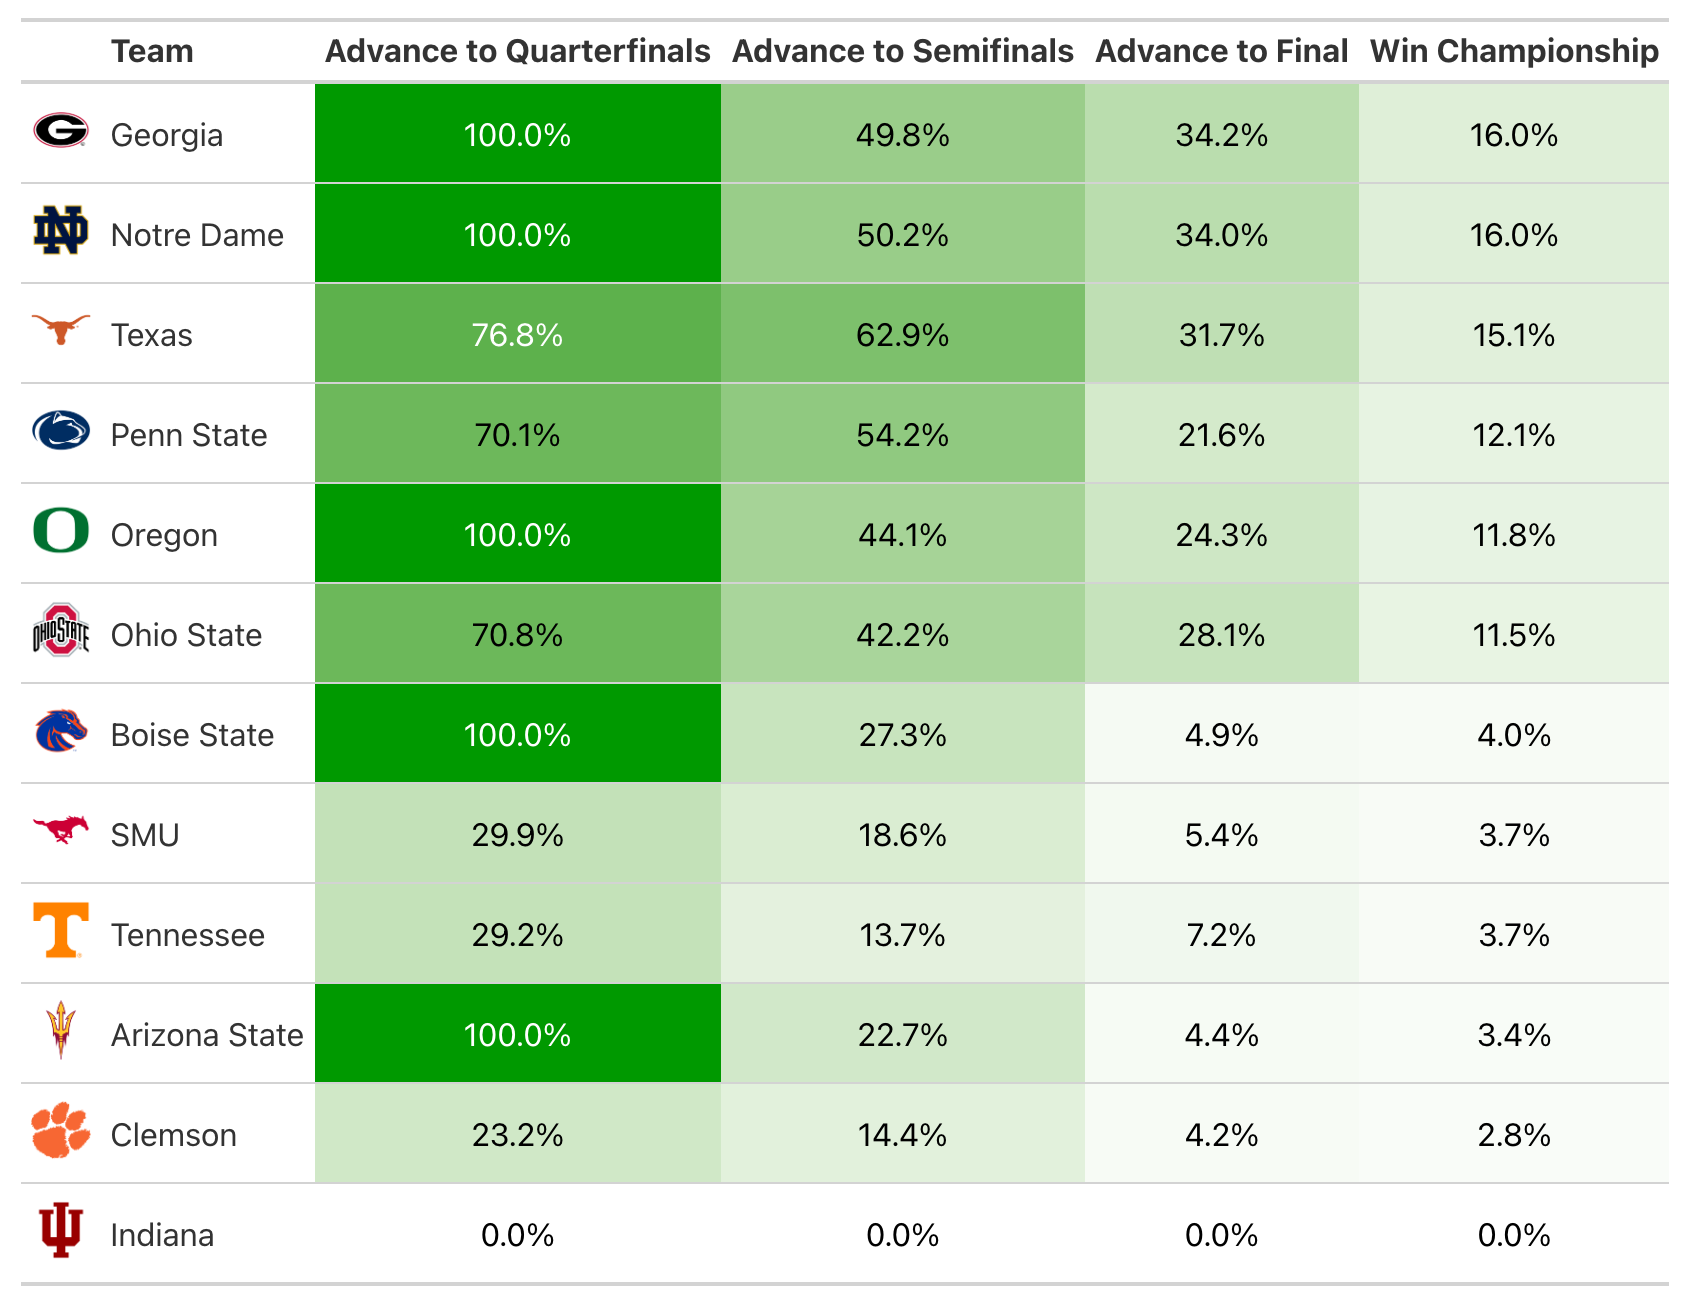 Team Advance to Quarterfinals Advance to Semifinals Advance to Final Win Championship
G Georgia 100.0% 49.8% 34.2% 16.0%
ND Notre Dame 100.0% 50.2% 34.0% 16.0%
Texas 76.8% 62.9% 31.7% 15.1%
Penn State 70.1% 54.2% 21.6% 12.1%
O Oregon 100.0% 44.1% 24.3% 11.8%
OHIO STATE Ohio State 70.8% 42.2% 28.1% 11.5%
Boise State 100.0% 27.3% 4.9% 4.0%
SMU 29.9% 18.6% 5.4% 3.7%
T Tennessee 29.2% 13.7% 7.2% 3.7%
Arizona State 100.0% 22.7% 4.4% 3.4%
Clemson 23.2% 14.4% 4.2% 2.8%
Indiana 0.0% 0.0% 0.0% 0.0%